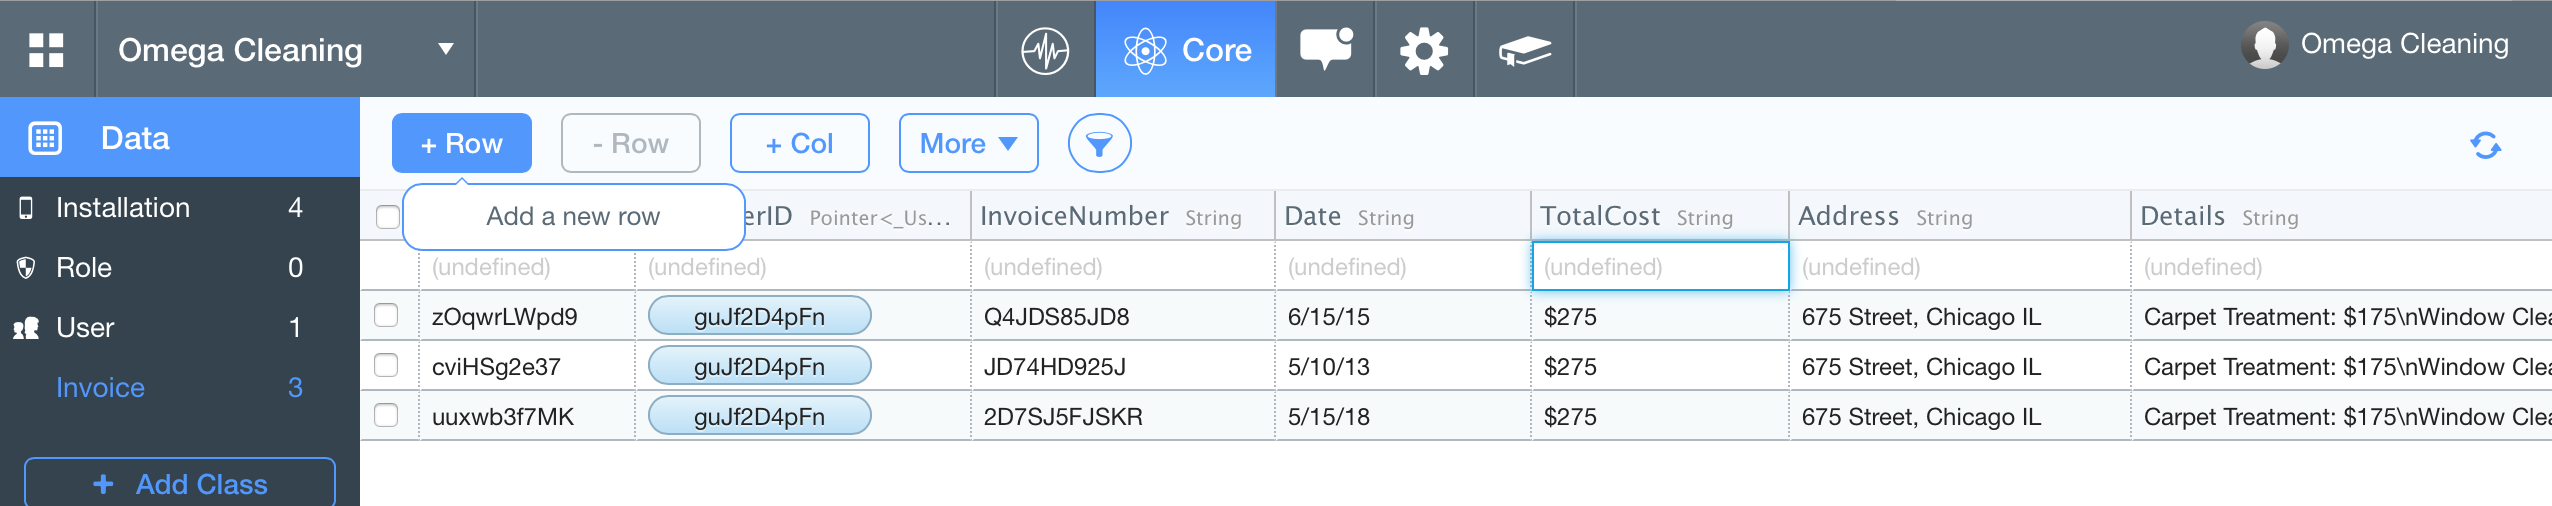 Omega Cleaning ▼ Core Omega Cleaning
Data
+ Row - Row + Col More ▼
Add a new row
Installation 4
Role 0
User 1
Invoice 3
+ Add Class
erID Pointer<_Us... InvoiceNumber String Date String TotalCost String Address String Details String
(undefined) (undefined) (undefined) (undefined) (undefined) (undefined) (undefined)
zOqwrLWpd9 guJf2D4pFn Q4JDS85JD8 6/15/15 $275 675 Street, Chicago IL Carpet Treatment: $175\nWindow Clea
cviHSg2e37 guJf2D4pFn JD74HD925J 5/10/13 $275 675 Street, Chicago IL Carpet Treatment: $175\nWindow Clea
uuxwb3f7MK guJf2D4pFn 2D7SJ5FJSKR 5/15/18 $275 675 Street, Chicago IL Carpet Treatment: $175\nWindow Clea